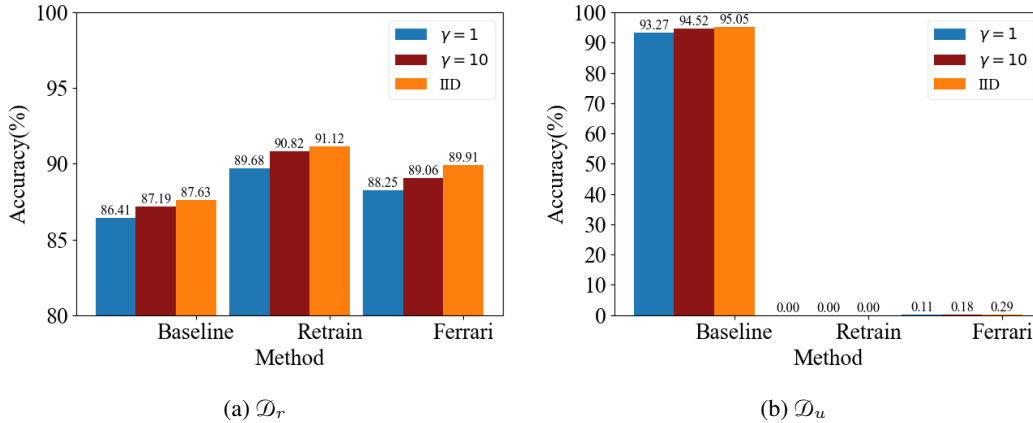 100
95
90
85
80
Accuracy(%)
86.41
87.19
87.63
89.68
90.82
91.12
88.25
89.06
89.91
γ = 1
γ = 10
IID
Baseline Retrain Ferrari
Method
(a) 𝒟r
100
90
80
70
60
50
40
30
20
10
0
Accuracy(%)
93.27 94.52 95.05
0.00 0.00 0.00 0.11 0.18 0.29
γ = 1
γ = 10
IID
Baseline Retrain Ferrari
Method
(b) 𝒟u